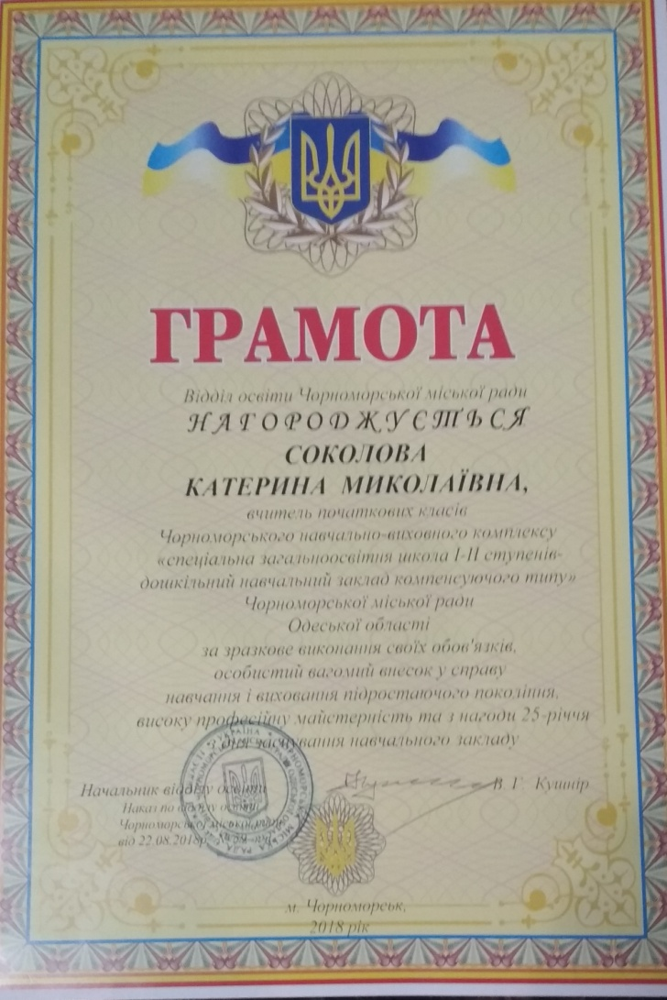 ГРАМОТА
Відділ освіти Чорноморської міської ради
НАГОРОДЖУЄТЬСЯ
СОКОЛОВА
КАТЕРИНА МИКОЛАЇВНА,
вчитель початкових класів
Чорноморського навчально-виховного комплексу
«спеціальна загальноосвітня школа І-ІІ ступенів-
дошкільний навчальний заклад компенсуючого типу»
Чорноморської міської ради
Одеської області
за зразкове виконання своїх обов'язків,
особистий вагомий внесок у справу
навчання і виховання підростаючого покоління,
високу професійну майстерність та з нагоди 25-річчя
дня заснування навчального закладу
Начальник відділу освіти В. Г. Кушнір
Наказ по відділу освіти
Чорноморської міської ради
від 22.08.2018р.
м. Чорноморськ,
2018 рік